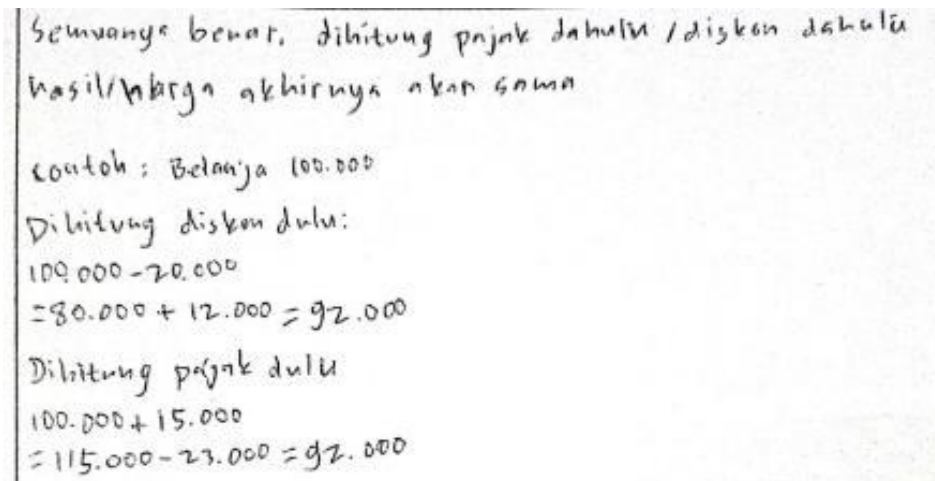 Semuanya benar, dihitung pajak dahulu / diskon dahulu
hasil/harga akhirnya akan sama
contoh : Belanja 100.000
Dihitung diskon dulu:
100.000 - 20.000
= 80.000 + 12.000 = 92.000
Dihitung pajak dulu
100.000 + 15.000
= 115.000 - 23.000 = 92.000